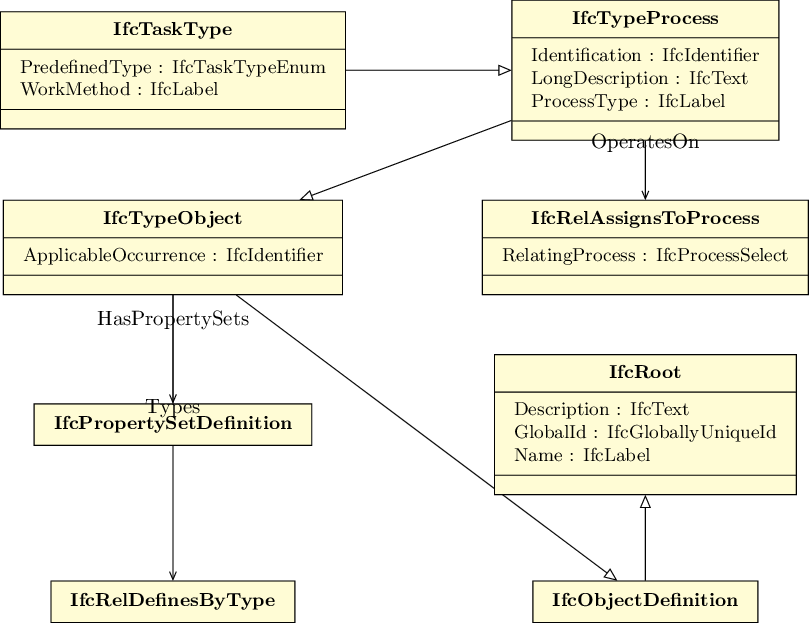 IfcTaskType
PredefinedType : IfcTaskTypeEnum
WorkMethod : IfcLabel
IfcTypeProcess
Identification : IfcIdentifier
LongDescription : IfcText
ProcessType : IfcLabel
OperatesOn
IfcTypeObject
ApplicableOccurrence : IfcIdentifier
IfcRelAssignsToProcess
RelatingProcess : IfcProcessSelect
HasPropertySets
IfcRoot
Description : IfcText
GlobalId : IfcGloballyUniqueId
Name : IfcLabel
Types
IfcPropertySetDefinition
IfcRelDefinesByType
IfcObjectDefinition